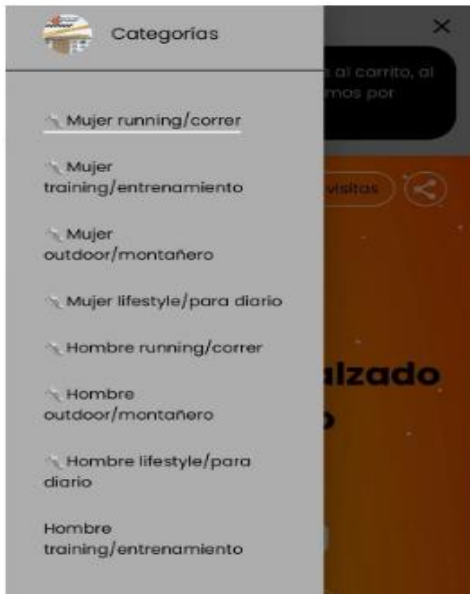 Categorías
Mujer running/correr
Mujer
training/entrenamiento
Mujer
outdoor/montañero
Mujer lifestyle/para diario
Hombre running/correr
Hombre
outdoor/montañero
Hombre lifestyle/para
diario
Hombre
training/entrenamiento
al carrito, al
mos por
visitas
alzado